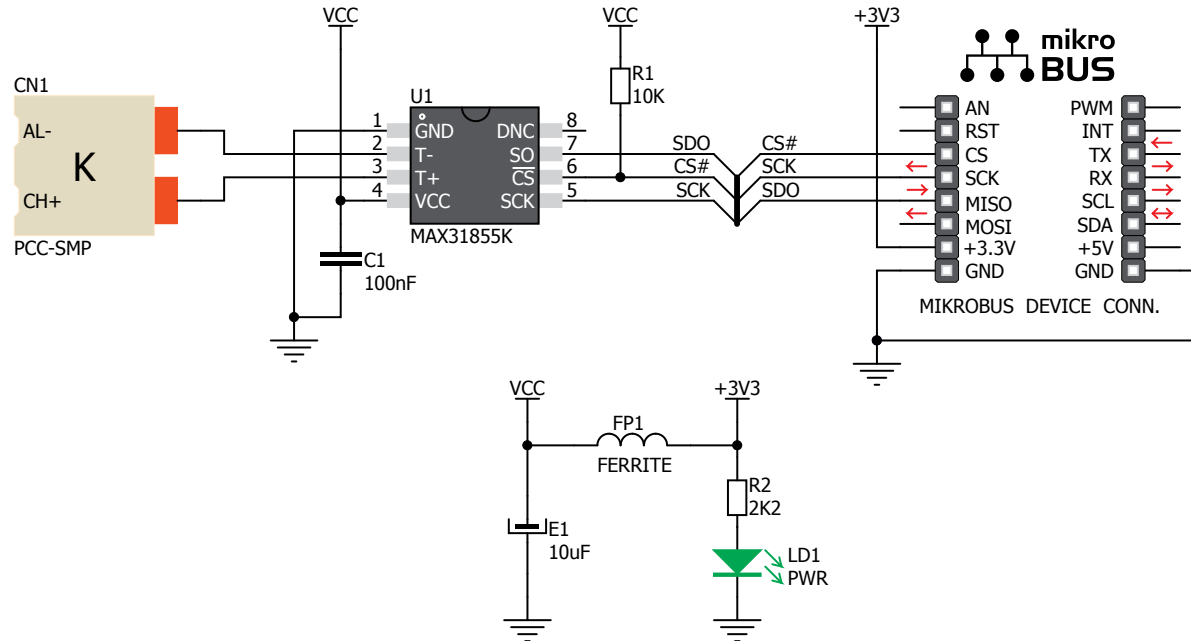 VCC
VCC
+3V3
mikro
BUS
CN1
AL-
K
CH+
PCC-SMP
U1
1
2
3
4
GND
T-
T+
VCC
DNC
SO
CS
SCK
8
7
6
5
MAX31855K
C1
100nF
R1
10K
SDO
CS#
SCK
CS#
SCK
SDO
AN
RST
CS
SCK
MISO
MOSI
+3.3V
GND
PWM
INT
TX
RX
SCL
SDA
+5V
GND
MIKROBUS DEVICE CONN.
VCC
+3V3
FP1
FERRITE
E1
10uF
R2
2K2
LD1
PWR